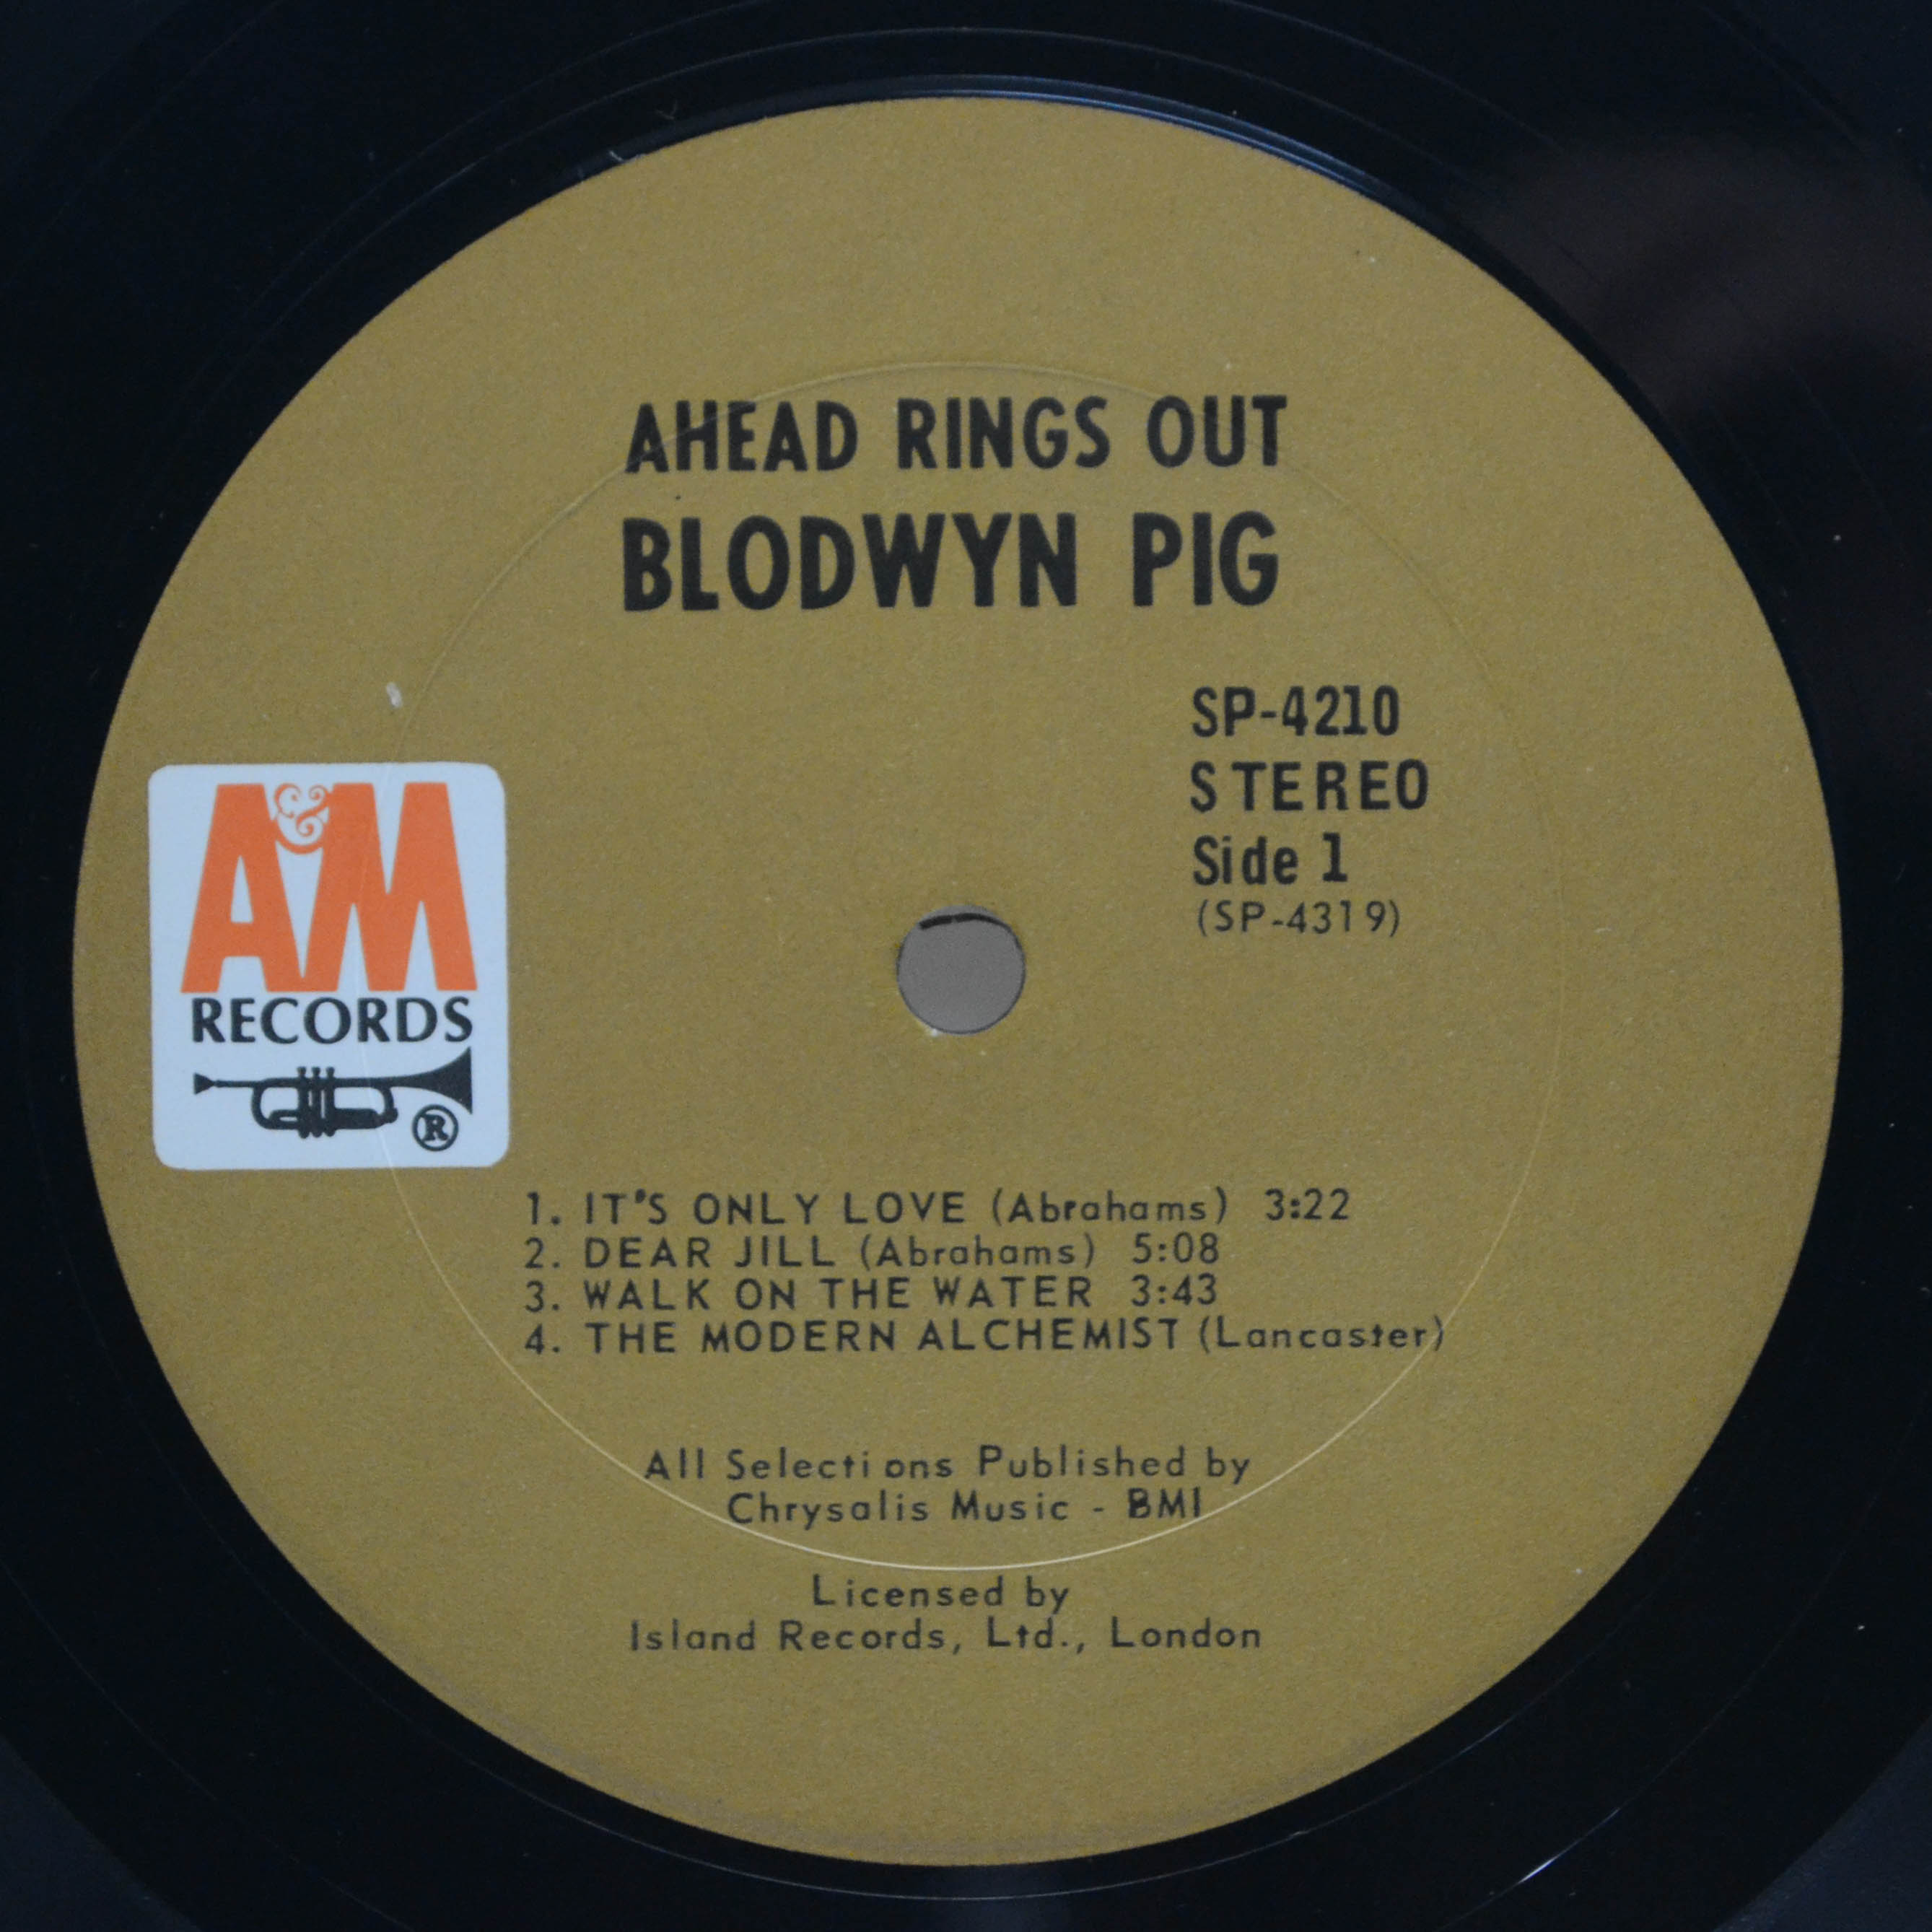 AHEAD RINGS OUT
BLODWYN PIG
SP-4210
STEREO
Side 1
(SP-4319)
A&M
RECORDS
®
1. IT'S ONLY LOVE (Abrahams) 3:22
2. DEAR JILL (Abrahams) 5:08
3. WALK ON THE WATER 3:43
4. THE MODERN ALCHEMIST (Lancaster)
All Selections Published by
Chrysalis Music - BMI
Licensed by
Island Records, Ltd., London